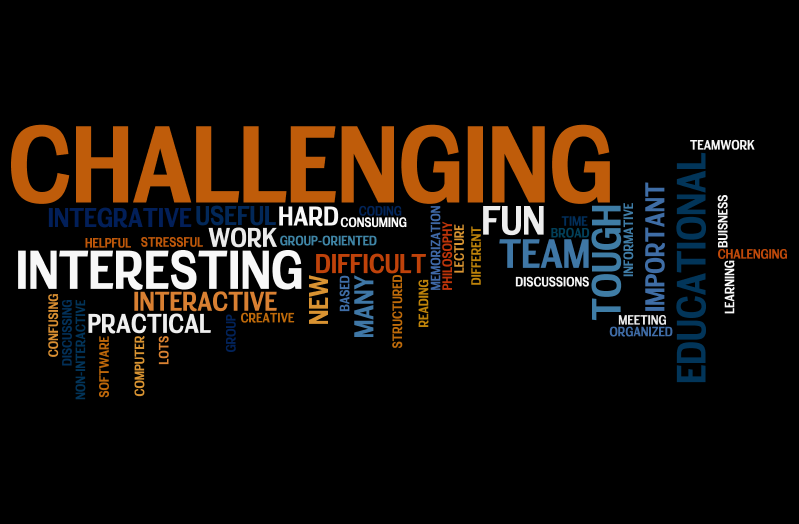 CHALLENGING
TEAMWORK
INTEGRATIVE
USEFUL
HARD
CODING
CONSUMING
HELPFUL
STRESSFUL
WORK
GROUP-ORIENTED
INTERESTING
DIFFICULT
MEMORIZATION
PHILOSOPHY
LECTURE
DIFFERENT
FUN
TIME
BROAD
TEAM
DISCUSSIONS
TOUGH
INFORMATIVE
IMPORTANT
EDUCATIONAL
BUISNESS
CHALENGING
LEARNING
INTERACTIVE
NEW
BASED
MANY
STRUCTURED
READING
PRACTICAL
GROUP
CREATIVE
MEETING
ORGANIZED
CONFUSING
DISCUSSING
NON-INTERACTIVE
SOFTWARE
COMPUTER
LOTS